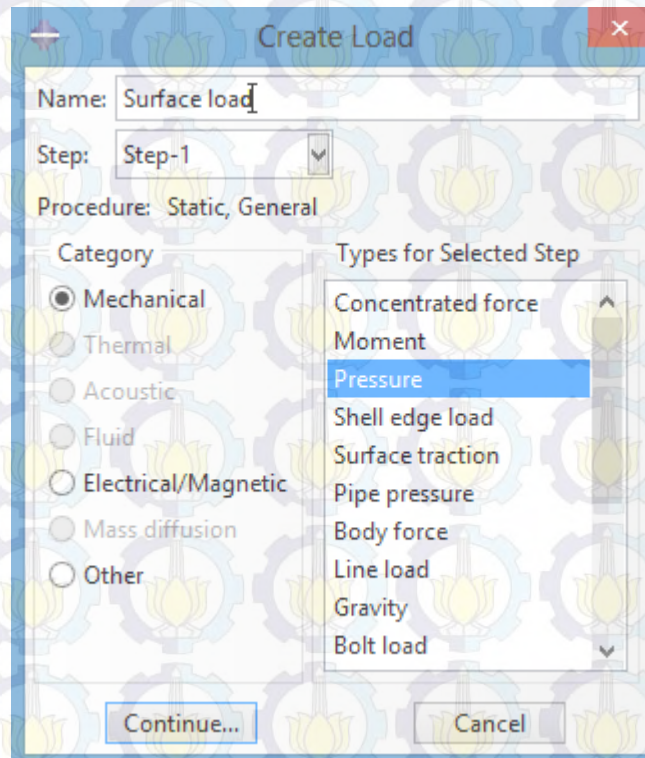 Create Load
Name: Surface load
Step: Step-1
Procedure: Static, General
Category
Mechanical
Thermal
Acoustic
Fluid
Electrical/Magnetic
Mass diffusion
Other
Types for Selected Step
Concentrated force
Moment
Pressure
Shell edge load
Surface traction
Pipe pressure
Body force
Line load
Gravity
Bolt load
Continue...
Cancel